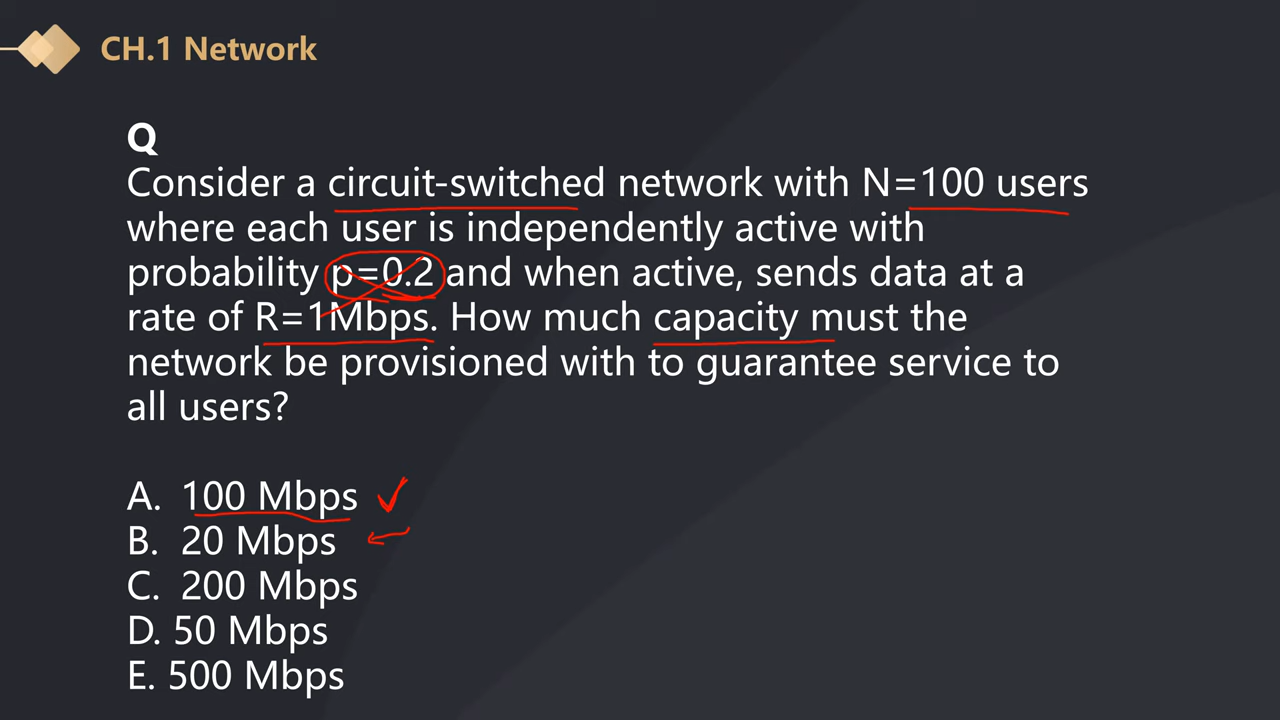 CH.1 Network
Q
Consider a circuit-switched network with N=100 users
where each user is independently active with
probability p=0.2 and when active, sends data at a
rate of R=1Mbps. How much capacity must the
network be provisioned with to guarantee service to
all users?
A. 100 Mbps
B. 20 Mbps
C. 200 Mbps
D. 50 Mbps
E. 500 Mbps